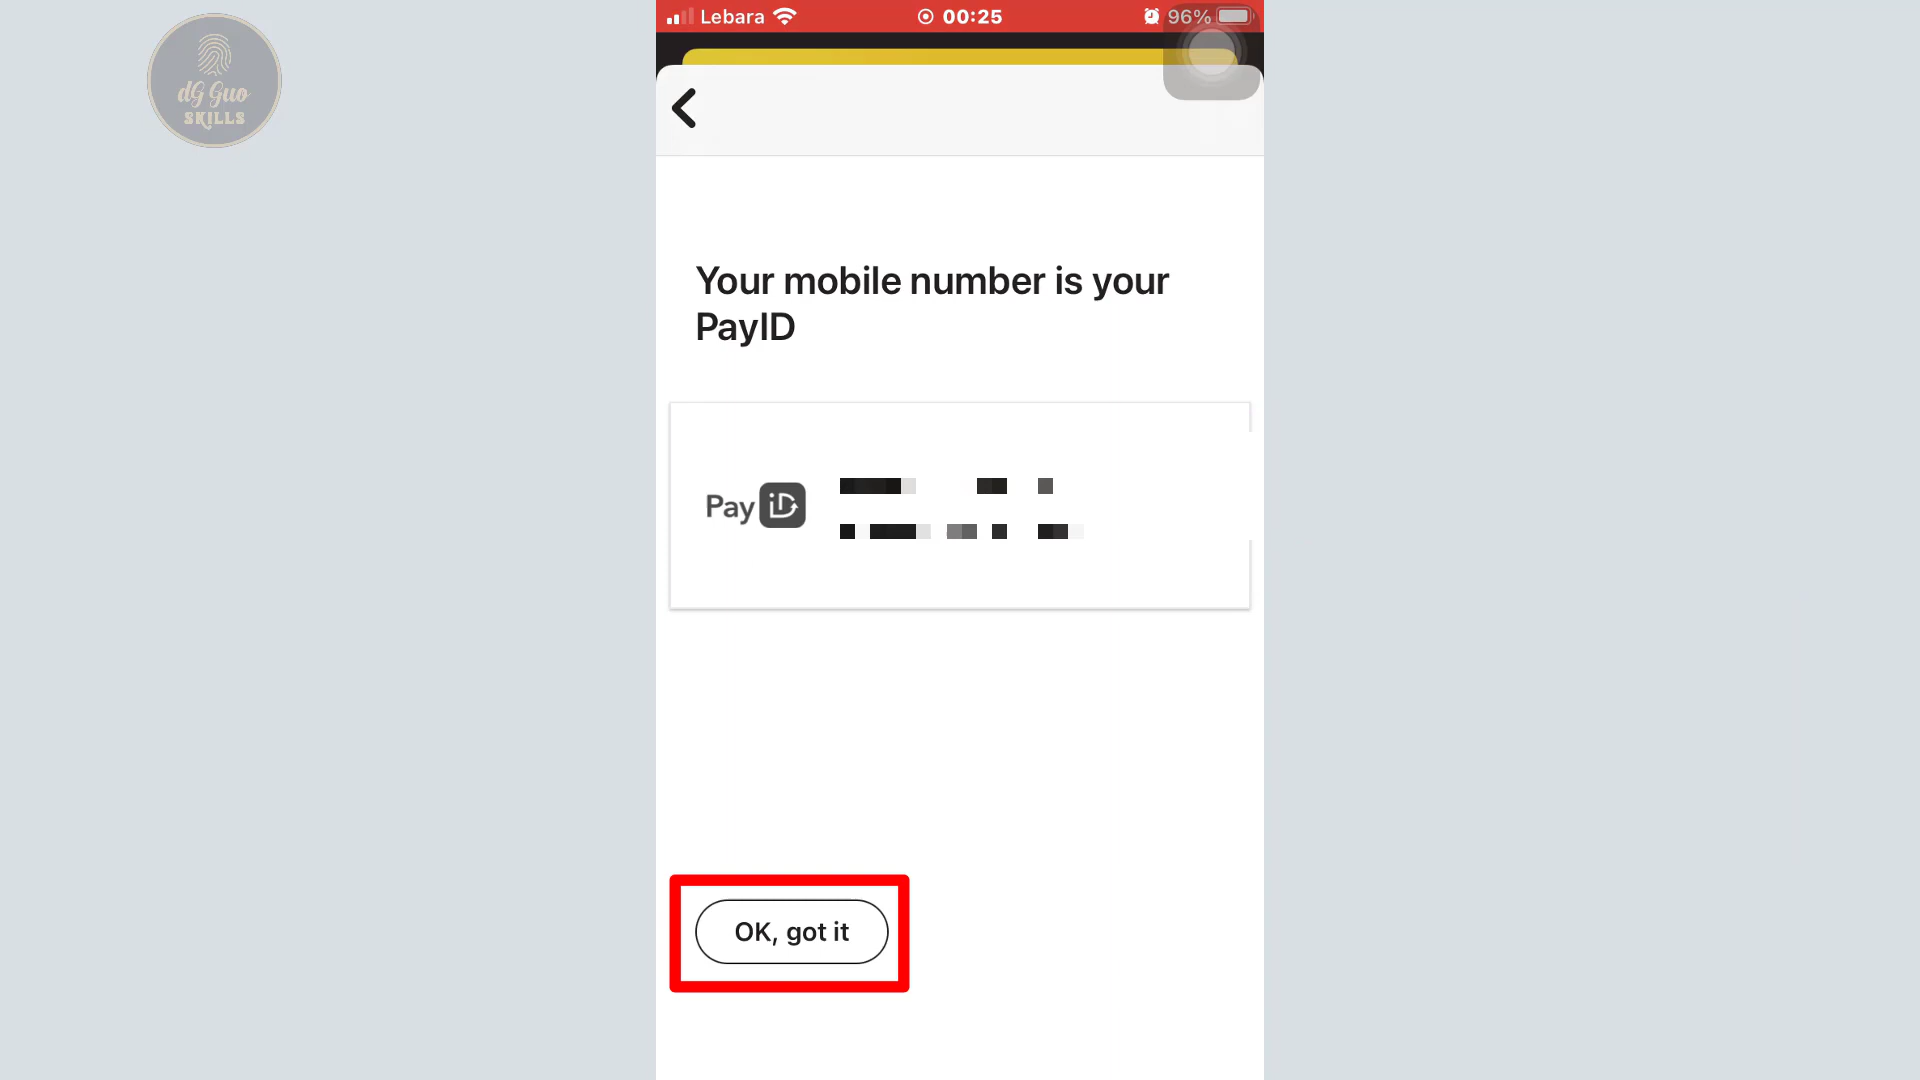 dG Guo
SKILLS
Lebara
00:25
96%
Your mobile number is your
PayID
Pay iD
OK, got it